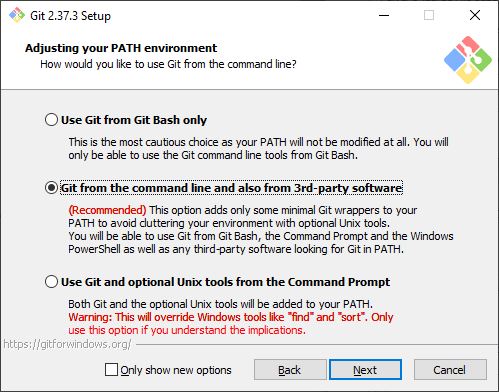 Git 2.37.3 Setup
Adjusting your PATH environment
How would you like to use Git from the command line?
Use Git from Git Bash only
This is the most cautious choice as your PATH will not be modified at all. You will
only be able to use the Git command line tools from Git Bash.
Git from the command line and also from 3rd-party software
(Recommended) This option adds only some minimal Git wrappers to your
PATH to avoid cluttering your environment with optional Unix tools.
You will be able to use Git from Git Bash, the Command Prompt and the Windows
PowerShell as well as any third-party software looking for Git in PATH.
Use Git and optional Unix tools from the Command Prompt
Both Git and the optional Unix tools will be added to your PATH.
Warning: This will override Windows tools like "find" and "sort". Only
use this option if you understand the implications.
https://gitforwindows.org/
Only show new options
Back
Next
Cancel